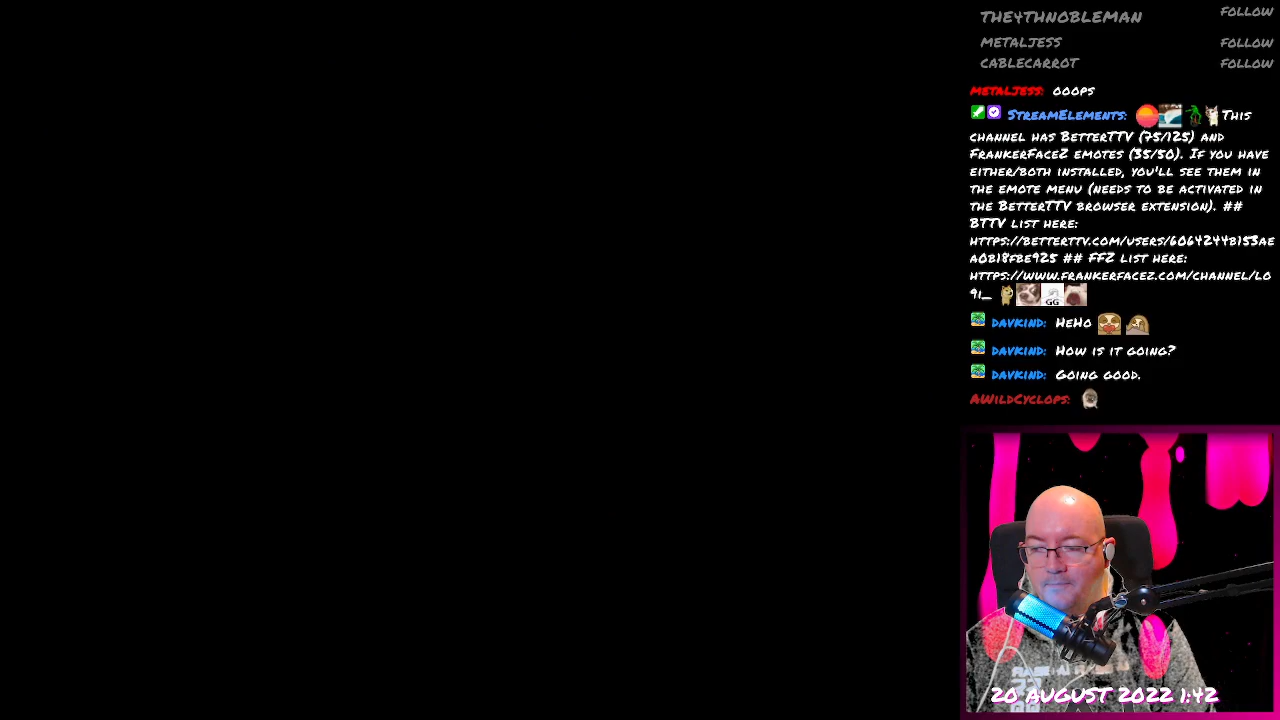 THE4THNOBLEMAN FOLLOW
METALJESS FOLLOW
CABLECARROT FOLLOW
METALJESS: OOOPS
STREAMELEMENTS: THIS
CHANNEL HAS BETTERTTV (75/125) AND
FRANKERFACEZ EMOTES (35/50). IF YOU HAVE
EITHER/BOTH INSTALLED, YOU'LL SEE THEM IN
THE EMOTE MENU (NEEDS TO BE ACTIVATED IN
THE BETTERTTV BROWSER EXTENSION). ##
BTTV LIST HERE:
HTTPS://BETTERTTV.COM/USERS/6064244B153AE
A0B18FBE925 ## FFZ LIST HERE:
HTTPS://WWW.FRANKERFACEZ.COM/CHANNEL/LO
9I_
GG
DAVKIND: HEHO
DAVKIND: HOW IS IT GOING?
DAVKIND: GOING GOOD.
AWILDCYCLOPS:
20 AUGUST 2022 1:42